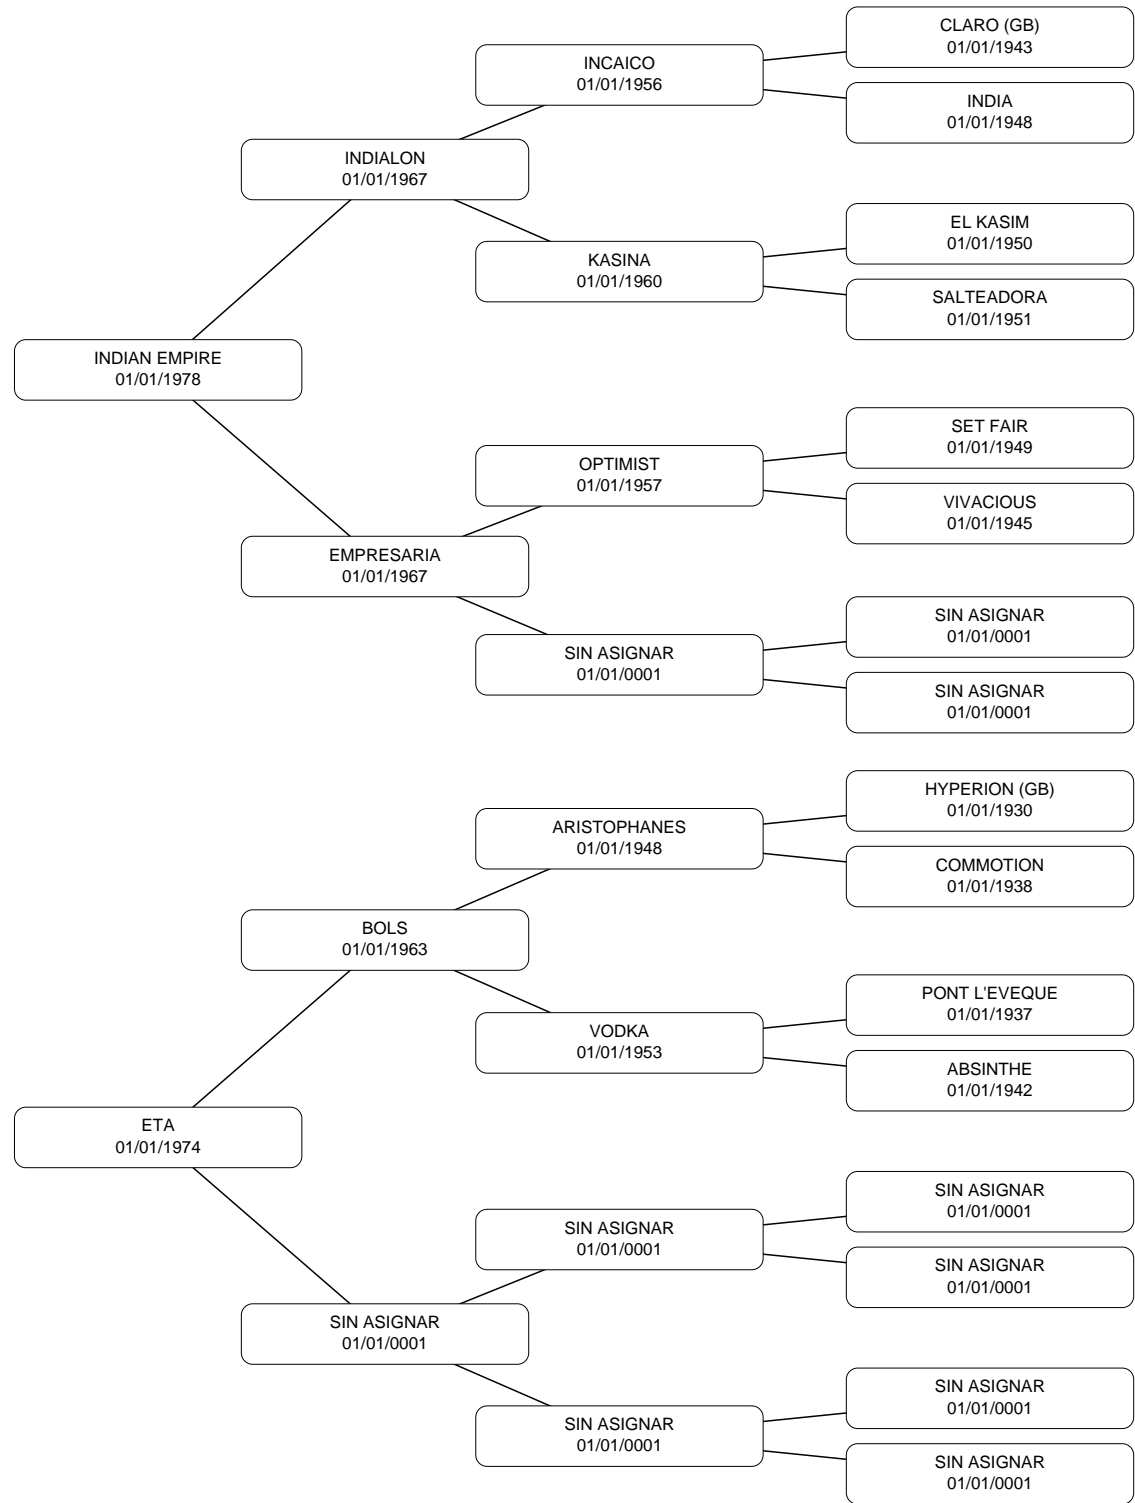 CLARO (GB)
01/01/1943
INCAICO
01/01/1956
INDIA
01/01/1948
INDIALON
01/01/1967
EL KASIM
01/01/1950
KASINA
01/01/1960
SALTEADORA
01/01/1951
INDIAN EMPIRE
01/01/1978
SET FAIR
01/01/1949
OPTIMIST
01/01/1957
VIVACIOUS
01/01/1945
EMPRESARIA
01/01/1967
SIN ASIGNAR
01/01/0001
SIN ASIGNAR
01/01/0001
SIN ASIGNAR
01/01/0001
HYPERION (GB)
01/01/1930
ARISTOPHANES
01/01/1948
COMMOTION
01/01/1938
BOLS
01/01/1963
PONT L'EVEQUE
01/01/1937
VODKA
01/01/1953
ABSINTHE
01/01/1942
ETA
01/01/1974
SIN ASIGNAR
01/01/0001
SIN ASIGNAR
01/01/0001
SIN ASIGNAR
01/01/0001
SIN ASIGNAR
01/01/0001
SIN ASIGNAR
01/01/0001
SIN ASIGNAR
01/01/0001
SIN ASIGNAR
01/01/0001